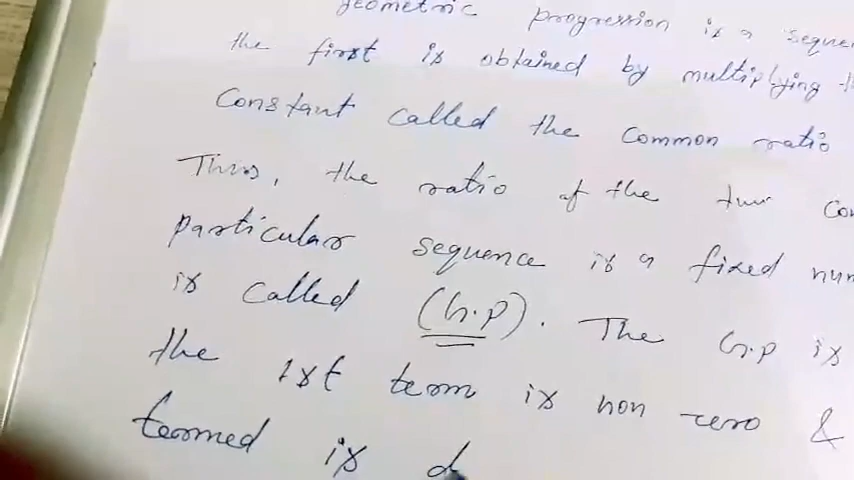 geometric progression is a seque
the first is obtained by multiplying
constant called the common ratio
Thus, the ratio of the two con
particular sequence is a fixed num
is called (G.P). The G.P is
the 1st term is non zero &
termed is d